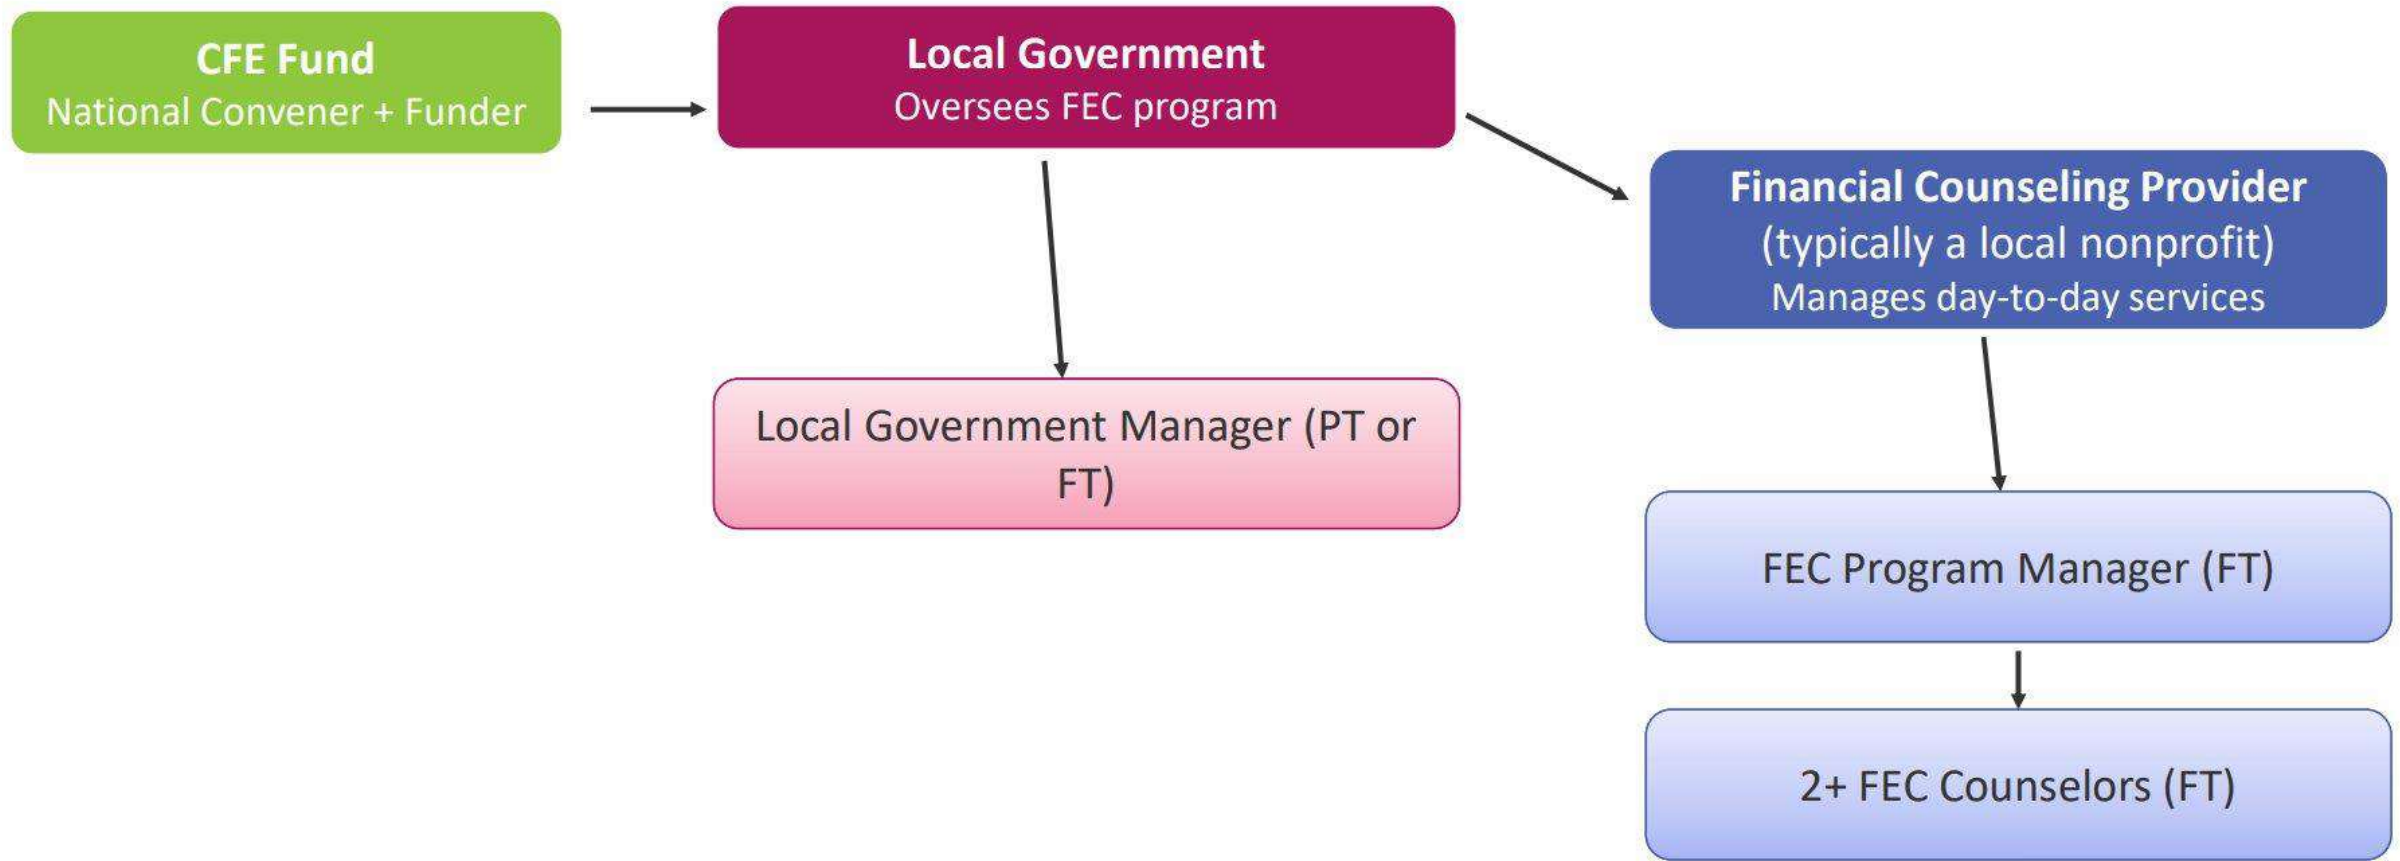 CFE Fund
National Convener + Funder
Local Government
Oversees FEC program
Financial Counseling Provider
(typically a local nonprofit)
Manages day-to-day services
Local Government Manager (PT or
FT)
FEC Program Manager (FT)
2+ FEC Counselors (FT)